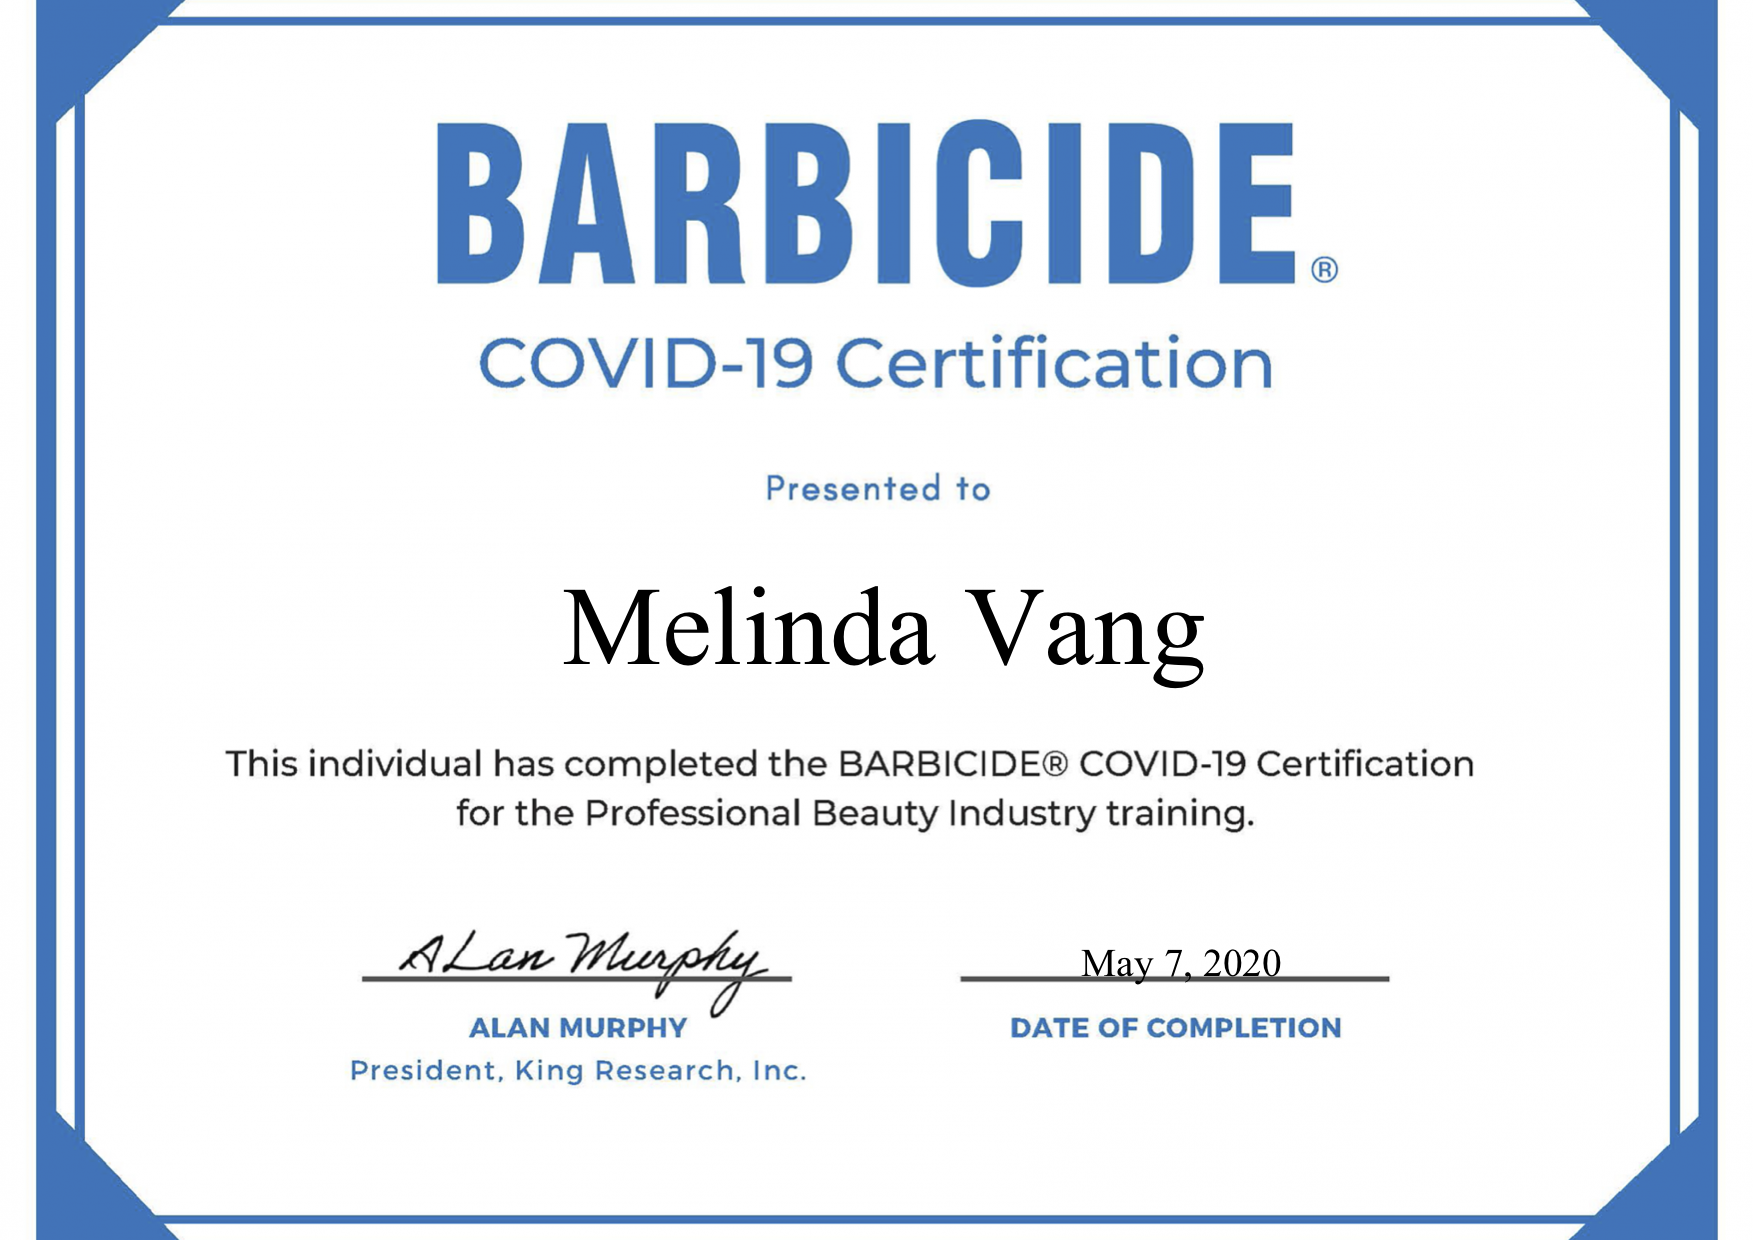 BARBICIDE®
COVID-19 Certification
Presented to
Melinda Vang
This individual has completed the BARBICIDE® COVID-19 Certification
for the Professional Beauty Industry training.
ALan Murphy
May 7, 2020
ALAN MURPHY
DATE OF COMPLETION
President, King Research, Inc.